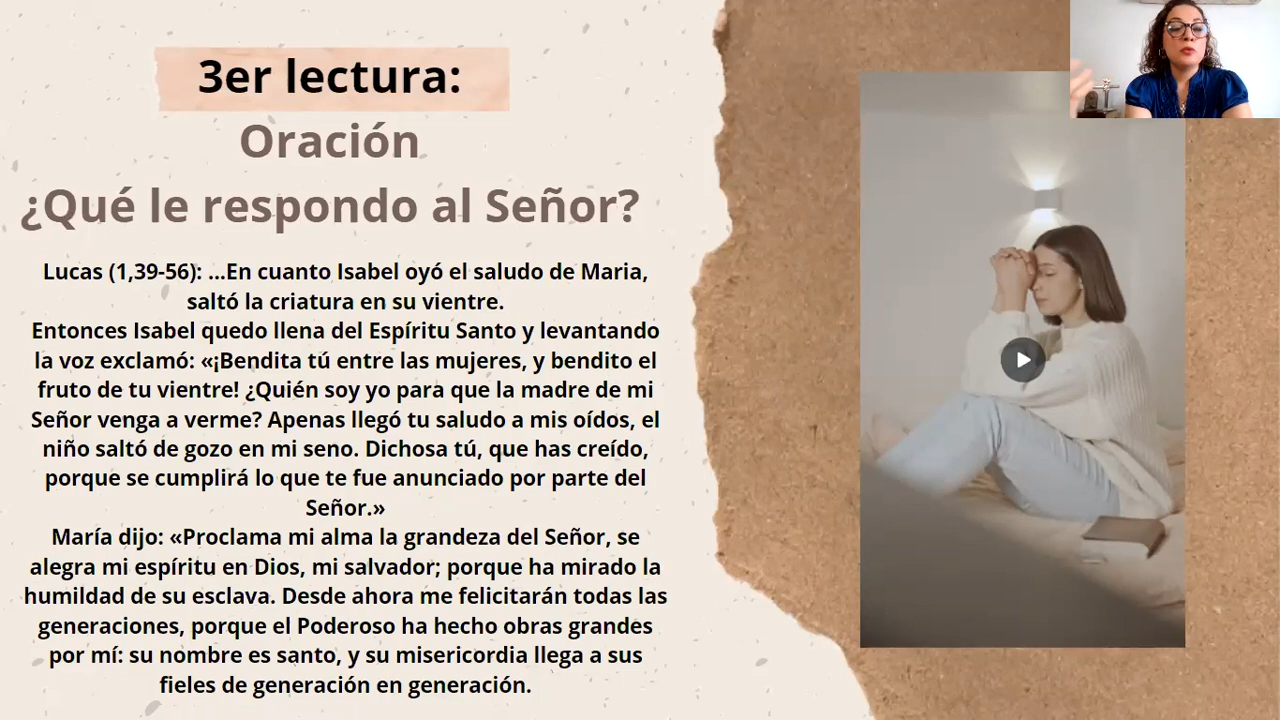 3er lectura:
Oración
¿Qué le respondo al Señor?
Lucas (1,39-56): ...En cuanto Isabel oyó el saludo de Maria,
saltó la criatura en su vientre.
Entonces Isabel quedo llena del Espíritu Santo y levantando
la voz exclamó: «¡Bendita tú entre las mujeres, y bendito el
fruto de tu vientre! ¿Quién soy yo para que la madre de mi
Señor venga a verme? Apenas llegó tu saludo a mis oídos, el
niño saltó de gozo en mi seno. Dichosa tú, que has creído,
porque se cumplirá lo que te fue anunciado por parte del
Señor.»
María dijo: «Proclama mi alma la grandeza del Señor, se
alegra mi espíritu en Dios, mi salvador; porque ha mirado la
humildad de su esclava. Desde ahora me felicitarán todas las
generaciones, porque el Poderoso ha hecho obras grandes
por mí: su nombre es santo, y su misericordia llega a sus
fieles de generación en generación.